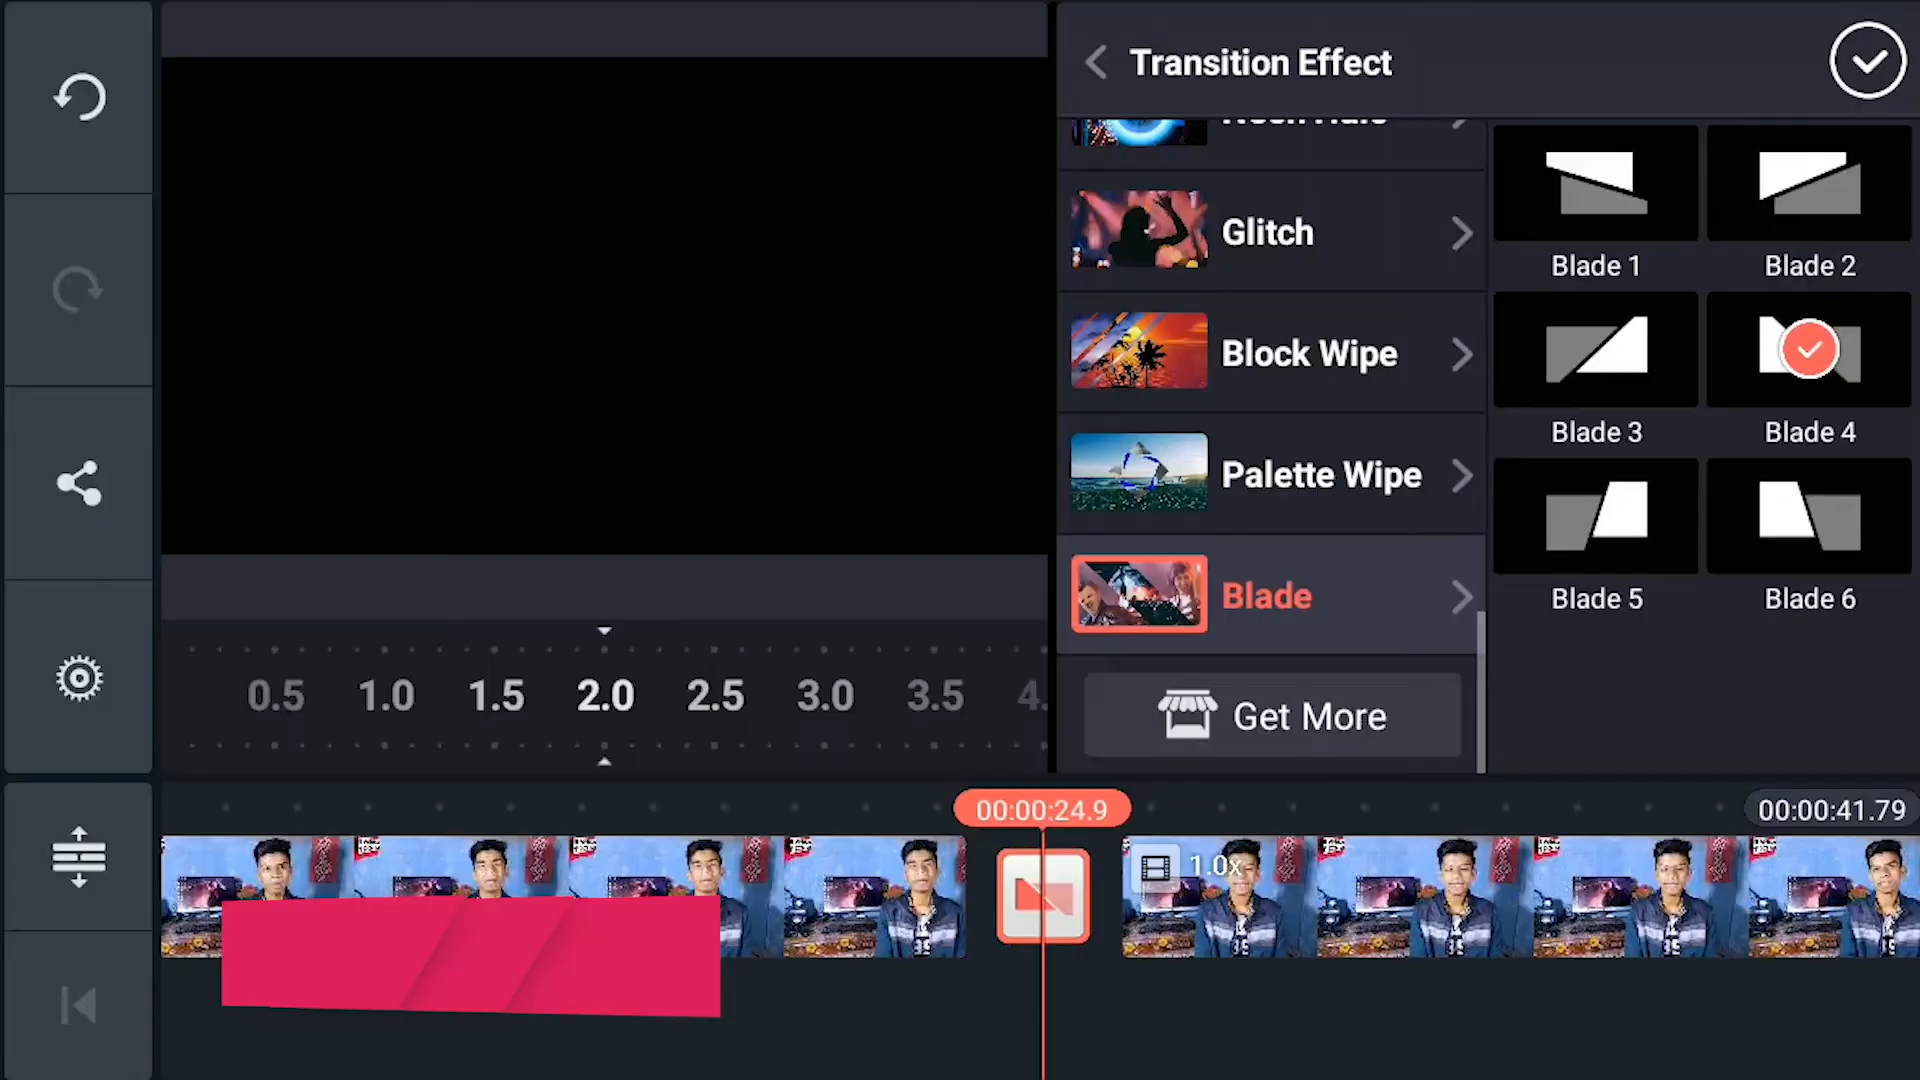 Transition Effect
Glitch
Block Wipe
Palette Wipe
Blade
Get More
Blade 1
Blade 2
Blade 3
Blade 4
Blade 5
Blade 6
0.5 1.0 1.5 2.0 2.5 3.0 3.5 4.
00:00:24.9
00:00:41.79
1.0x